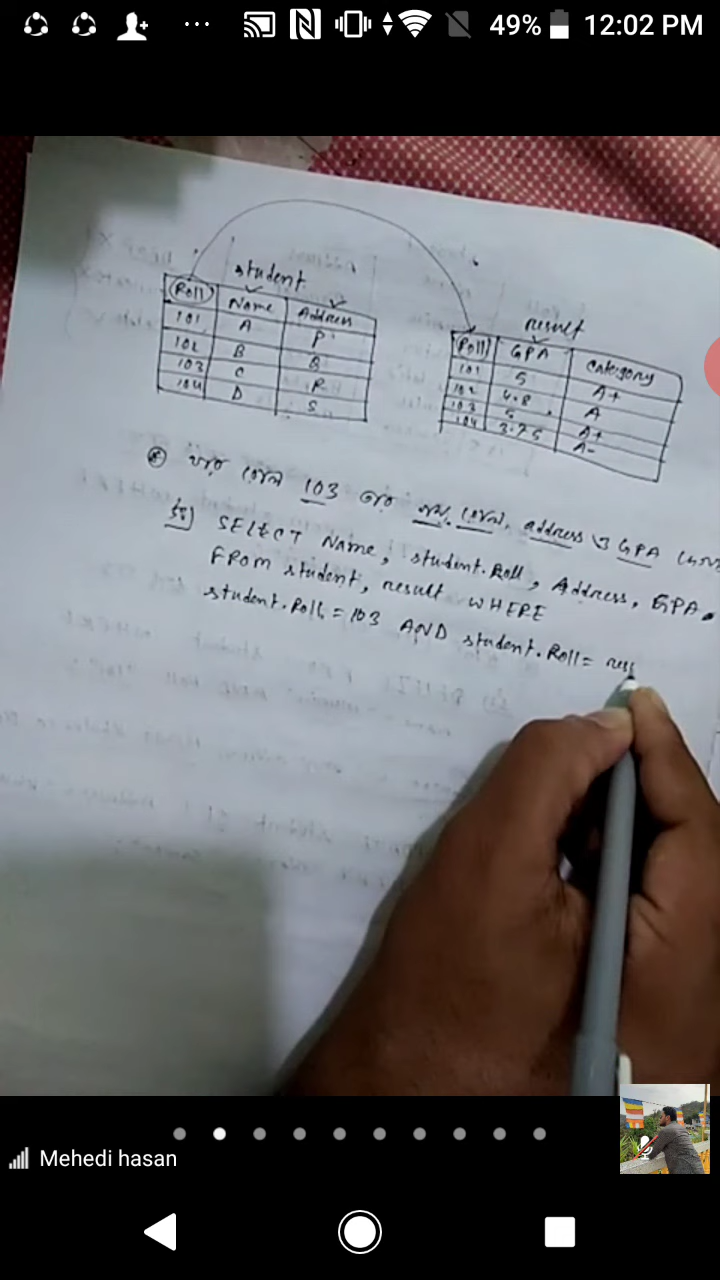 49% 12:02 PM
student
Roll Name Address
101 A P
102 B Q
103 C R
104 D S
result
Roll GPA Category
101 5 A+
102 4.8 A
103 5 A+
104 3.75 A-
103 address ও GPA
SELECT Name, student.Roll, Address, GPA.
FROM student, result WHERE
student.Roll = 103 AND student.Roll = res
Mehedi hasan